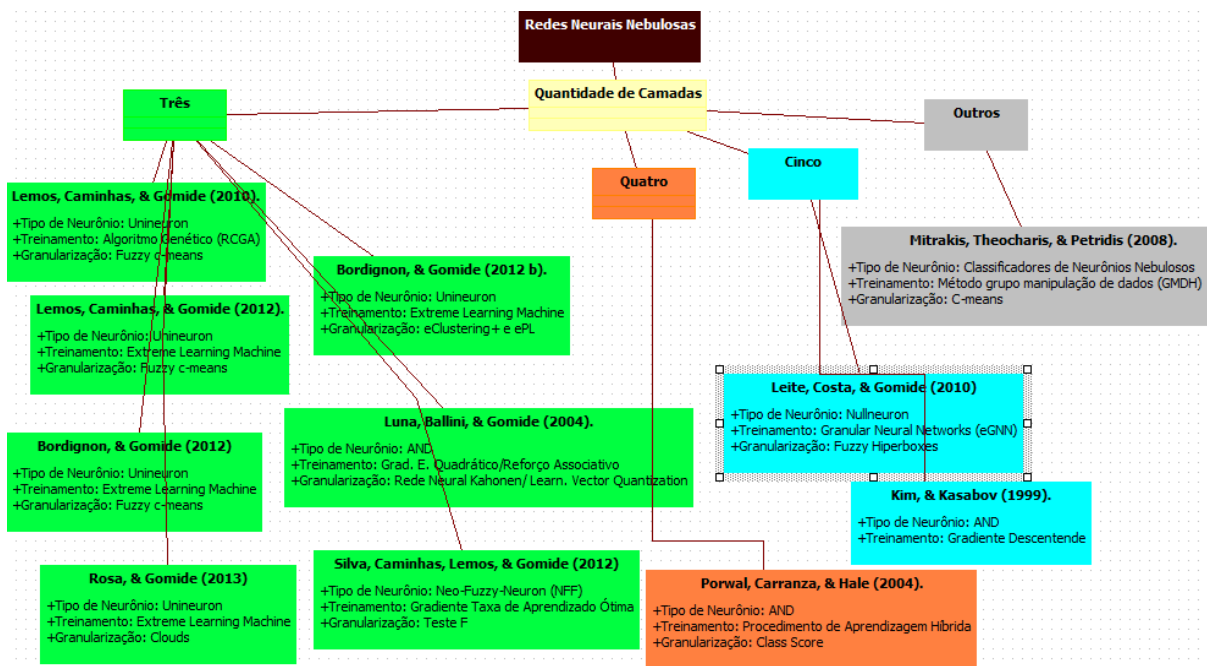 Redes Neurais Nebulosas
Quantidade de Camadas
Três
Outros
Cinco
Quatro
Lemos, Caminhas, & Gomide (2010).
+Tipo de Neurônio: Unineuron
+Treinamento: Algoritmo Genético (RCGA)
+Granularização: Fuzzy c-means
Mitrakis, Theocharis, & Petridis (2008).
+Tipo de Neurônio: Classificadores de Neurônios Nebulosos
+Treinamento: Método grupo manipulação de dados (GMDH)
+Granularização: C-means
Bordignon, & Gomide (2012 b).
+Tipo de Neurônio: Unineuron
+Treinamento: Extreme Learning Machine
+Granularização: eClustering+ e ePL
Lemos, Caminhas, & Gomide (2012).
+Tipo de Neurônio: Unineuron
+Treinamento: Extreme Learning Machine
+Granularização: Fuzzy c-means
Leite, Costa, & Gomide (2010)
+Tipo de Neurônio: Nullneuron
+Treinamento: Granular Neural Networks (eGNN)
+Granularização: Fuzzy Hiperboxes
Luna, Ballini, & Gomide (2004).
+Tipo de Neurônio: AND
+Treinamento: Grad. E. Quadrático/Reforço Associativo
+Granularização: Rede Neural Kahonen/ Learn. Vector Quantization
Bordignon, & Gomide (2012)
+Tipo de Neurônio: Unineuron
+Treinamento: Extreme Learning Machine
+Granularização: Fuzzy c-means
Kim, & Kasabov (1999).
+Tipo de Neurônio: AND
+Treinamento: Gradiente Descentende
Silva, Caminhas, Lemos, & Gomide (2012)
+Tipo de Neurônio: Neo-Fuzzy-Neuron (NFF)
+Treinamento: Gradiente Taxa de Aprendizado Ótima
+Granularização: Teste F
Rosa, & Gomide (2013)
+Tipo de Neurônio: Unineuron
+Treinamento: Extreme Learning Machine
+Granularização: Clouds
Porwal, Carranza, & Hale (2004).
+Tipo de Neurônio: AND
+Treinamento: Procedimento de Aprendizagem Híbrida
+Granularização: Class Score